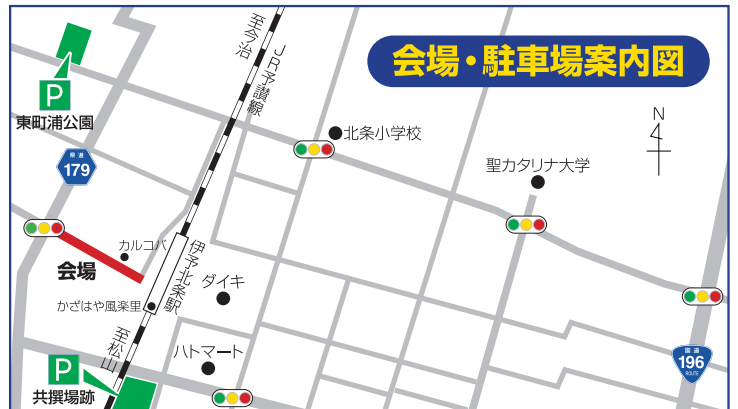 会場・駐車場案内図
至今治
JR予讃線
P
東町浦公園
県道
179
北条小学校
N
聖カタリナ大学
カルコバ
会場
伊予北条駅
ダイキ
かざはや風楽里
至松山
ハトマート
P
共撰場跡
国道
196
ROUTE